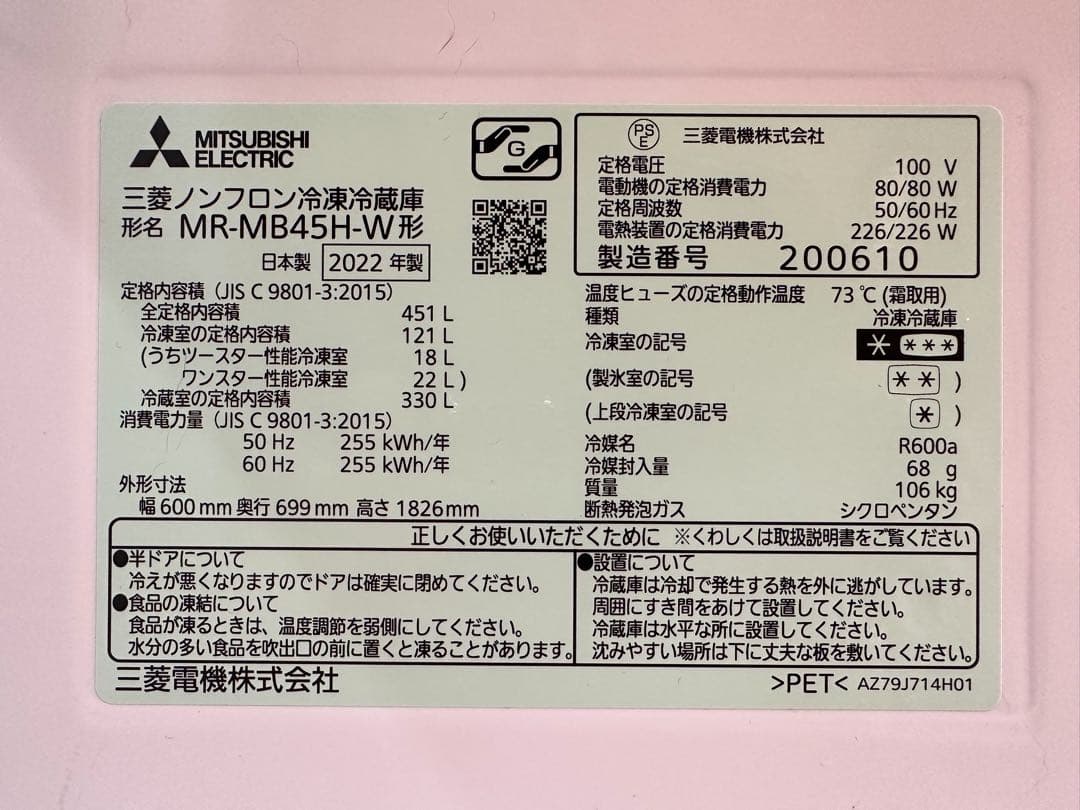 MITSUBISHI
ELECTRIC
G
三菱ノンフロン冷凍冷蔵庫
形名 MR-MB45H-W形
日本製 2022 年製
定格内容積（JIS C 9801-3:2015）
全定格内容積 451 L
冷凍室の定格内容積 121 L
(うちツースター性能冷凍室 18 L
ワンスター性能冷凍室 22 L )
冷蔵室の定格内容積 330 L
消費電力量（JIS C 9801-3:2015）
50 Hz 255 kWh/年
60 Hz 255 kWh/年
外形寸法
幅 600 mm 奥行 699 mm 高さ 1826mm
PS
E 三菱電機株式会社
定格電圧 100 V
電動機の定格消費電力 80/80 W
定格周波数 50/60 Hz
電熱装置の定格消費電力 226/226 W
製造番号 200610
温度ヒューズの定格動作温度 73 ℃ (霜取用)
種類 冷凍冷蔵庫
冷凍室の記号 * ***
(製氷室の記号 ** )
(上段冷凍室の記号 * )
冷媒名 R600a
冷媒封入量 68 g
質量 106 kg
断熱発泡ガス シクロペンタン
正しくお使いいただくために ※くわしくは取扱説明書をご覧ください
●半ドアについて
冷えが悪くなりますのでドアは確実に閉めてください。
●食品の凍結について
食品が凍るときは、温度調節を弱側にしてください。
水分の多い食品を吹出口の前に置くと凍ることがあります。
●設置について
冷蔵庫は冷却で発生する熱を外に逃がしています。
周囲にすき間をあけて設置してください。
冷蔵庫は水平な所に設置してください。
沈みやすい場所は下に丈夫な板を敷いてください。
三菱電機株式会社
>PET< AZ79J714H01